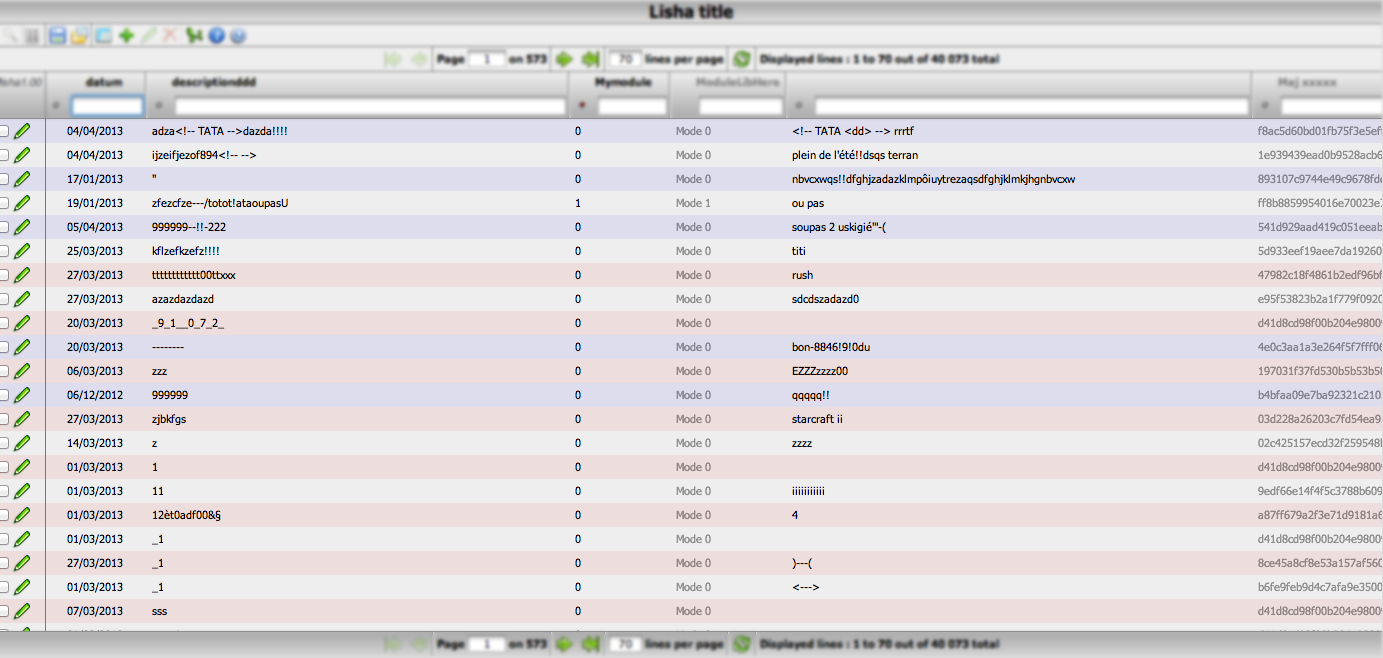 Lisha title
Page 1 on 573 70 lines per page Displayed lines : 1 to 70 out of 40 073 total
datum descriptionddd Mymodule ModuleLibHere Maj xxxxx
04/04/2013 adza<!-- TATA -->dazda!!!! 0 Mode 0 <!-- TATA <dd> --> rrrtf f8ac5d60bd01fb75f3e5ef
04/04/2013 ijzeifjezof894<!-- --> 0 Mode 0 plein de l'été!!dsqs terran 1e939439ead0b9528acb6
17/01/2013 " 0 Mode 0 nbvcxwqs!!dfghjzadazklmpôiuytrezaqsdfghjklmkjhgnbvcxw 893107c9744e49c9678fd
19/01/2013 zfezcfze---/totot!ataoupasU 1 Mode 1 ou pas ff8b8859954016e70023e
05/04/2013 999999--!!-222 0 Mode 0 soupas 2 uskigié"'-( 541d929aad419c051eeab
25/03/2013 kflzefkzefz!!!! 0 Mode 0 titi 5d933eef19aee7da19260
27/03/2013 tttttttttttt00ttxxx 0 Mode 0 rush 47982c18f4861b2edf96bf
27/03/2013 azazdazdazd 0 Mode 0 sdcdszadazd0 e95f53823b2a1f779f0920
20/03/2013 _9_1__0_7_2_ 0 Mode 0 d41d8cd98f00b204e9800
20/03/2013 -------- 0 Mode 0 bon-8846!9!0du 4e0c3aa1a3e264f5f7fff06
06/03/2013 zzz 0 Mode 0 EZZZzzzz00 197031f37fd530b5b53b5
06/12/2012 999999 0 Mode 0 qqqqq!! b4bfaa09e7ba92321c210
27/03/2013 zjbkfgs 0 Mode 0 starcraft ii 03d228a26203c7fd54ea9
14/03/2013 z 0 Mode 0 zzzz 02c425157ecd32f259548
01/03/2013 1 0 Mode 0 d41d8cd98f00b204e9800
01/03/2013 11 0 Mode 0 iiiiiiiiiii 9edf66e14f4f5c3788b609
01/03/2013 12èt0adf00&§ 0 Mode 0 4 a87ff679a2f3e71d9181a6
01/03/2013 _1 0 Mode 0 d41d8cd98f00b204e9800
27/03/2013 _1 0 Mode 0 )---( 8ce45a8cf8e53a157af560
01/03/2013 _1 0 Mode 0 <---> b6fe9feb9d4c7afa9e3500
07/03/2013 sss 0 Mode 0 d41d8cd98f00b204e9800
Page 1 on 573 70 lines per page Displayed lines : 1 to 70 out of 40 073 total